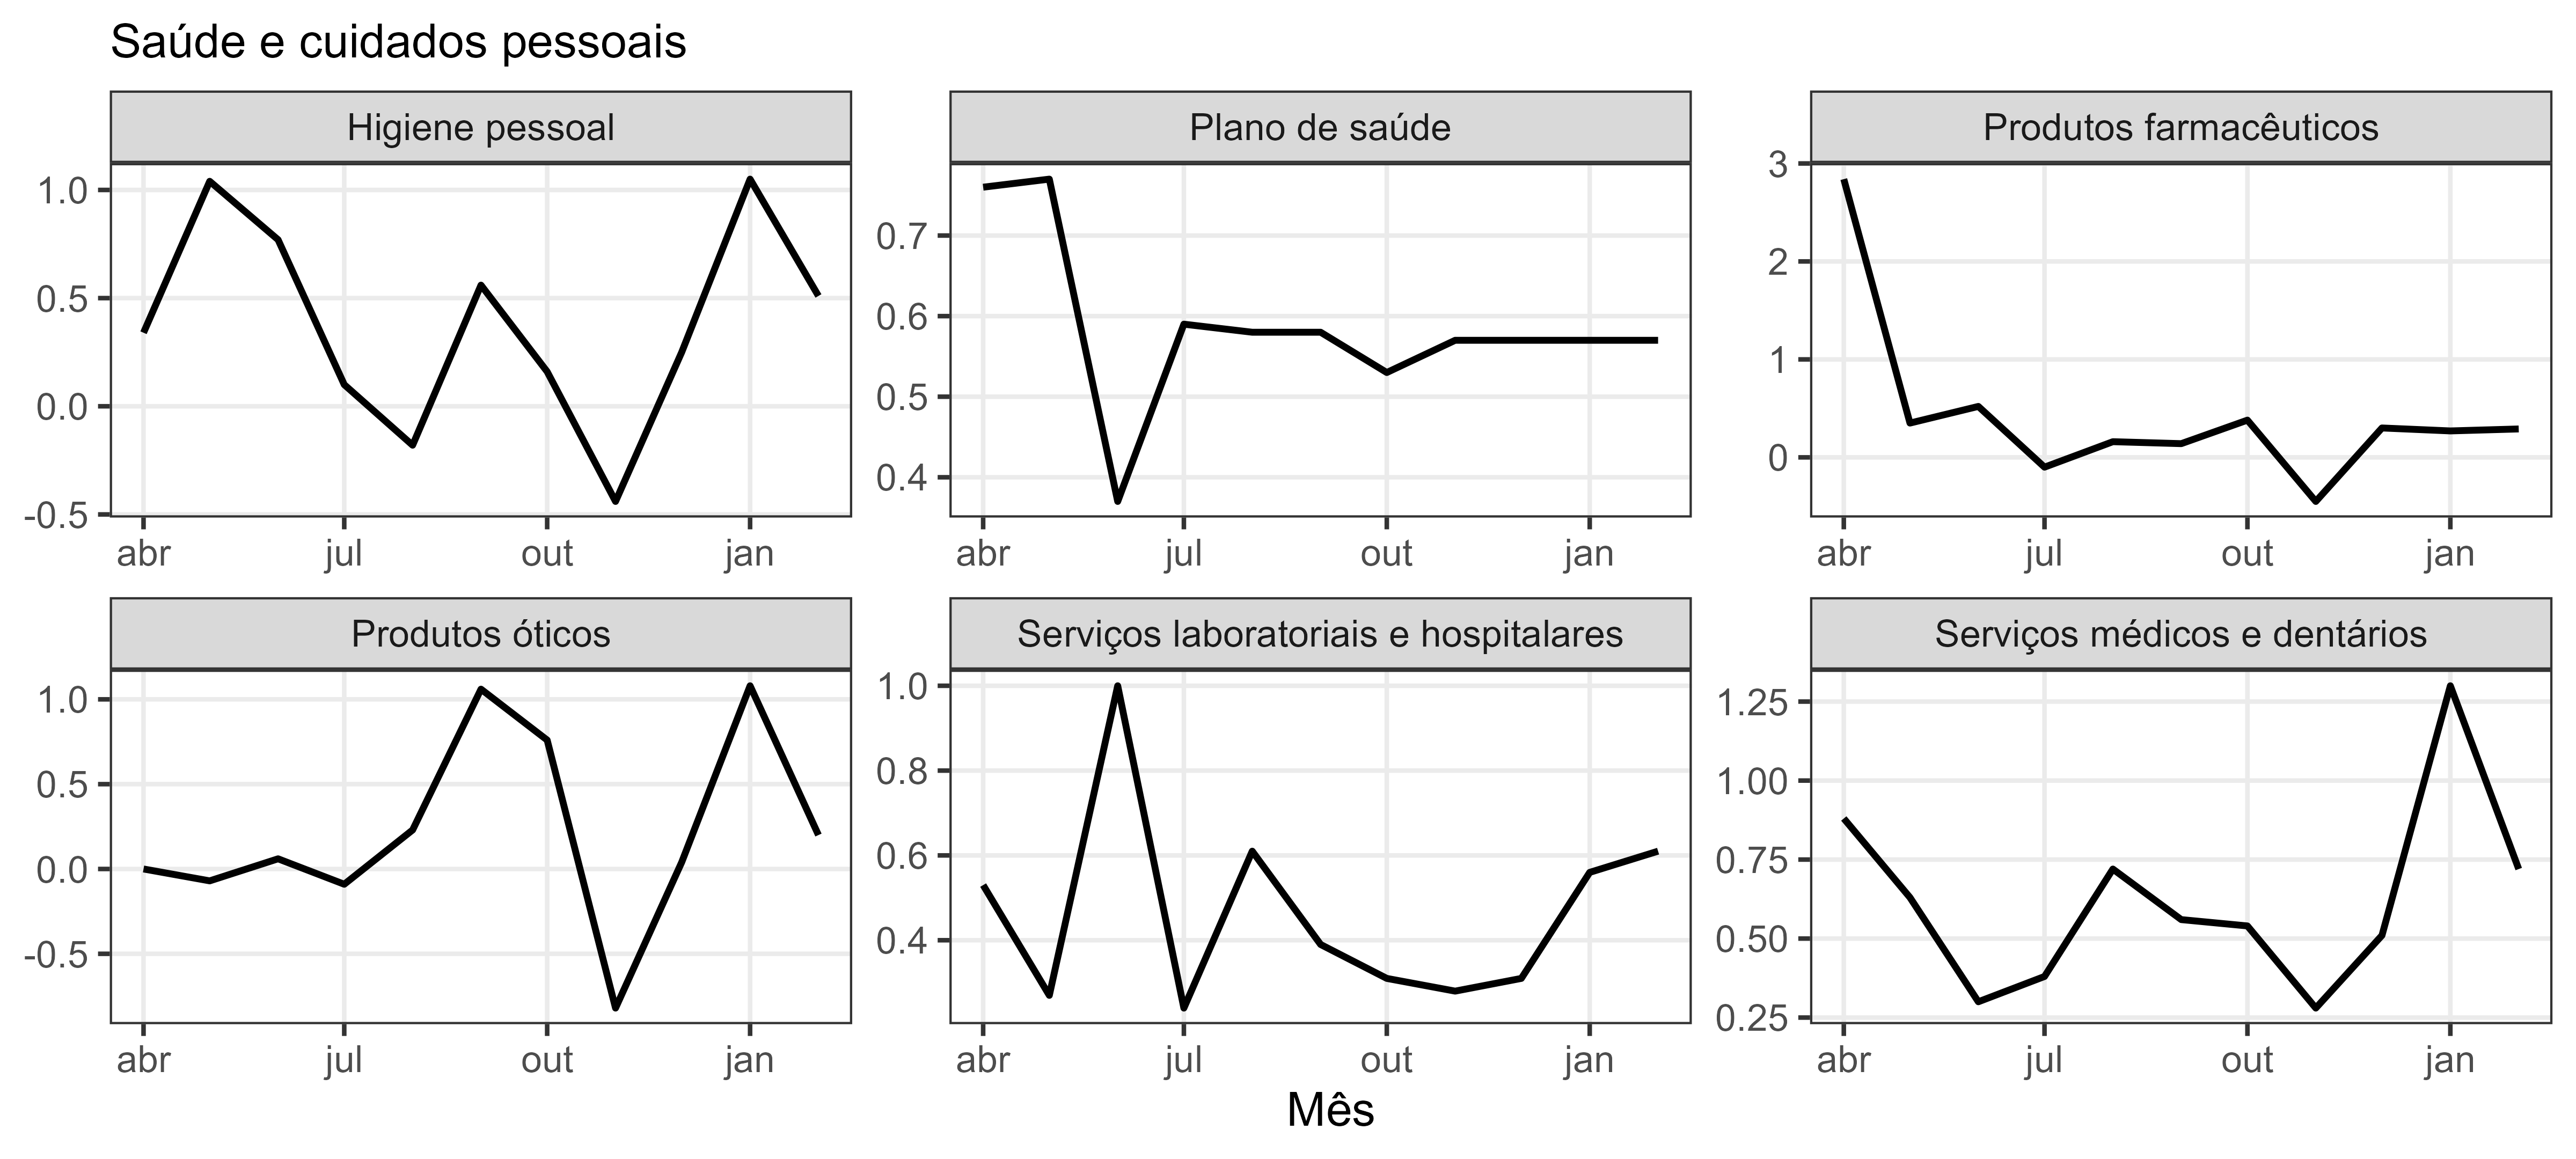 Saúde e cuidados pessoais
Higiene pessoal
1.0
0.5
0.0
-0.5
abr jul out jan
Plano de saúde
0.7
0.6
0.5
0.4
abr jul out jan
Produtos farmacêuticos
3
2
1
0
abr jul out jan
Produtos óticos
1.0
0.5
0.0
-0.5
abr jul out jan
Serviços laboratoriais e hospitalares
1.0
0.8
0.6
0.4
abr jul out jan
Serviços médicos e dentários
1.25
1.00
0.75
0.50
0.25
abr jul out jan
Mês